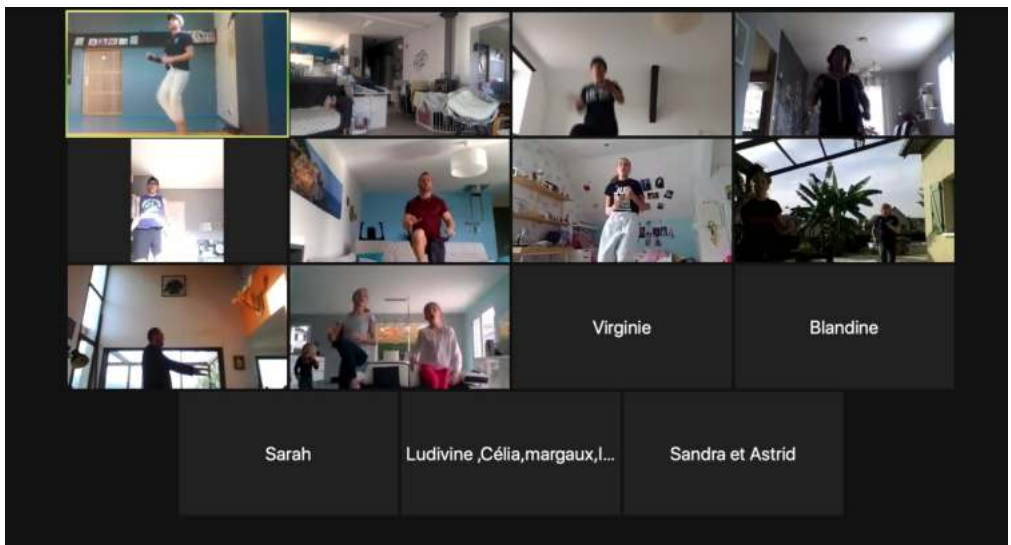 Virginie
Blandine
Sarah
Ludivine ,Célia,margaux,l...
Sandra et Astrid